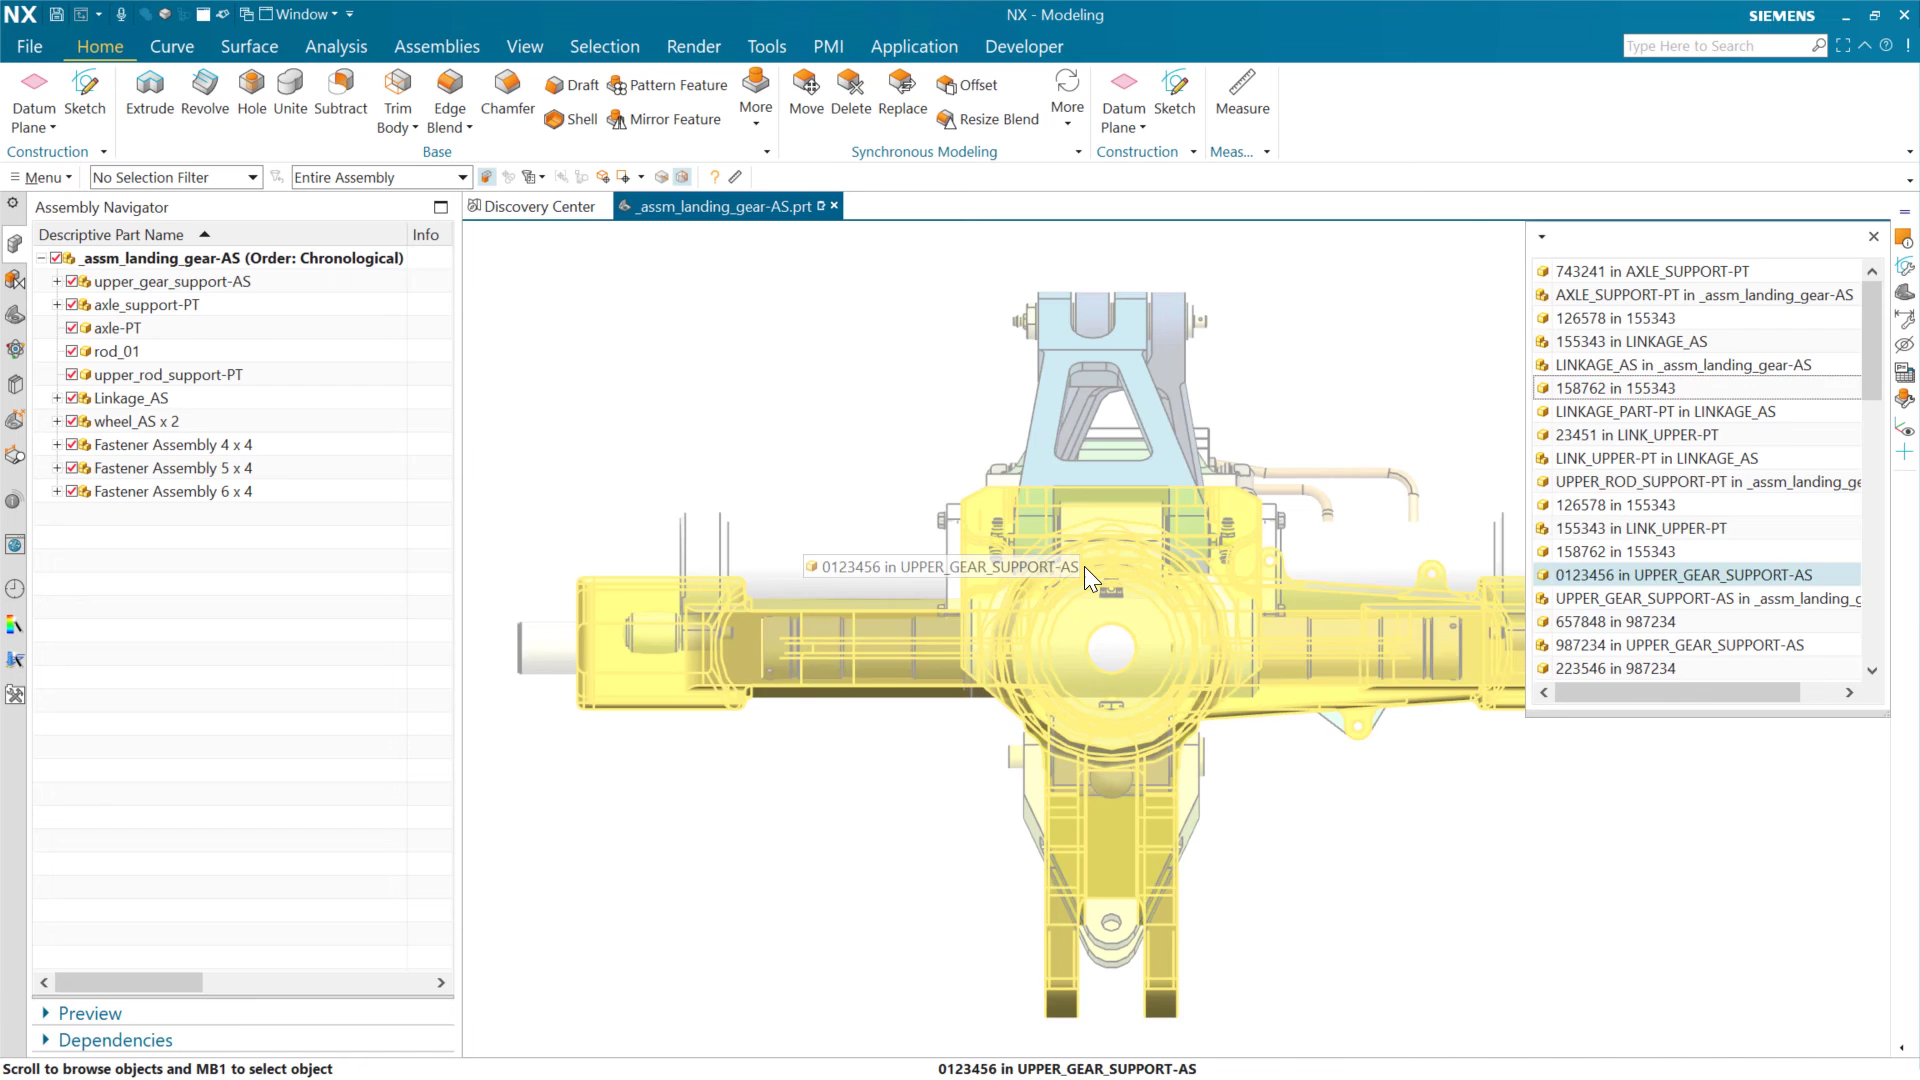 NX
Window
NX - Modeling
SIEMENS
File
Home
Curve
Surface
Analysis
Assemblies
View
Selection
Render
Tools
PMI
Application
Developer
Type Here to Search
Datum
Plane
Sketch
Extrude
Revolve
Hole
Unite
Subtract
Trim
Body
Edge
Blend
Chamfer
Draft
Shell
Pattern Feature
Mirror Feature
More
Move
Delete
Replace
Offset
Resize Blend
More
Datum
Plane
Sketch
Measure
Construction
Base
Synchronous Modeling
Construction
Meas...
Menu
No Selection Filter
Entire Assembly
Assembly Navigator
Discovery Center
_assm_landing_gear-AS.prt
Descriptive Part Name
Info
_assm_landing_gear-AS (Order: Chronological)
upper_gear_support-AS
axle_support-PT
axle-PT
rod_01
upper_rod_support-PT
Linkage_AS
wheel_AS x 2
Fastener Assembly 4 x 4
Fastener Assembly 5 x 4
Fastener Assembly 6 x 4
0123456 in UPPER_GEAR_SUPPORT-AS
743241 in AXLE_SUPPORT-PT
AXLE_SUPPORT-PT in _assm_landing_gear-AS
126578 in 155343
155343 in LINKAGE_AS
LINKAGE_AS in _assm_landing_gear-AS
158762 in 155343
LINKAGE_PART-PT in LINKAGE_AS
23451 in LINK_UPPER-PT
LINK_UPPER-PT in LINKAGE_AS
UPPER_ROD_SUPPORT-PT in _assm_landing_ge
126578 in 155343
155343 in LINK_UPPER-PT
158762 in 155343
0123456 in UPPER_GEAR_SUPPORT-AS
UPPER_GEAR_SUPPORT-AS in _assm_landing_g
657848 in 987234
987234 in UPPER_GEAR_SUPPORT-AS
223546 in 987234
Preview
Dependencies
Scroll to browse objects and MB1 to select object
0123456 in UPPER_GEAR_SUPPORT-AS